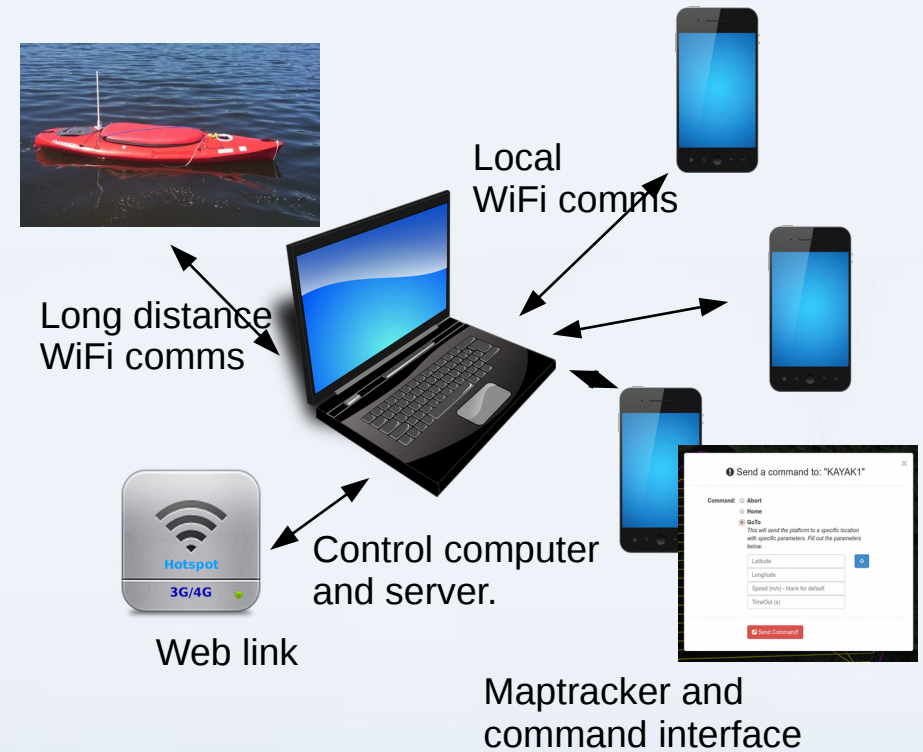 Local
WiFi comms
Long distance
WiFi comms
Hotspot
3G/4G
Web link
Control computer
and server.
Send a command to: "KAYAK1"
Command:
Abort
Home
GoTo
This will send the platform to a specific location
with specific parameters. Fill out the parameters
below.
Latitude
Longitude
Speed (m/s) - blank for default
TimeOut (s)
Send Command!
Maptracker and
command interface